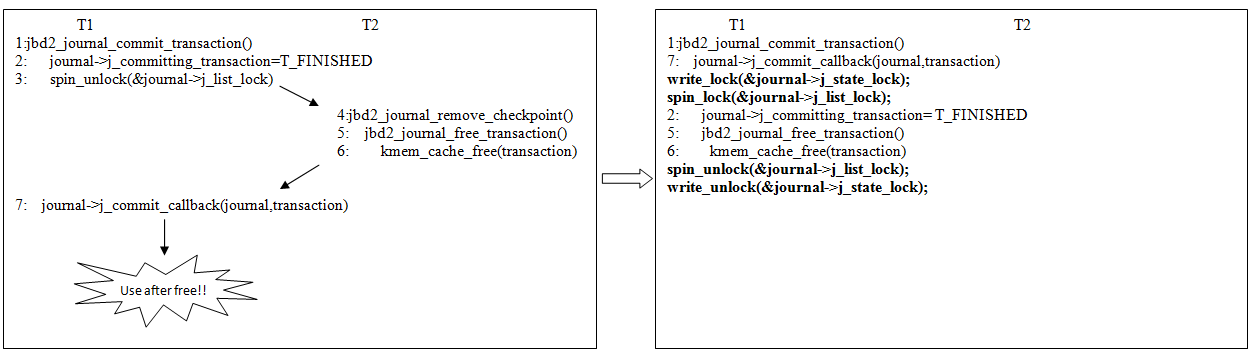 T1 T2
1:jbd2_journal_commit_transaction()
2: journal->j_committing_transaction=T_FINISHED
3: spin_unlock(&journal->j_list_lock)
4:jbd2_journal_remove_checkpoint()
5: jbd2_journal_free_transaction()
6: kmem_cache_free(transaction)
7: journal->j_commit_callback(journal,transaction)
Use after free!!
T1 T2
1:jbd2_journal_commit_transaction()
7: journal->j_commit_callback(journal,transaction)
write_lock(&journal->j_state_lock);
spin_lock(&journal->j_list_lock);
2: journal->j_committing_transaction= T_FINISHED
5: jbd2_journal_free_transaction()
6: kmem_cache_free(transaction)
spin_unlock(&journal->j_list_lock);
write_unlock(&journal->j_state_lock);